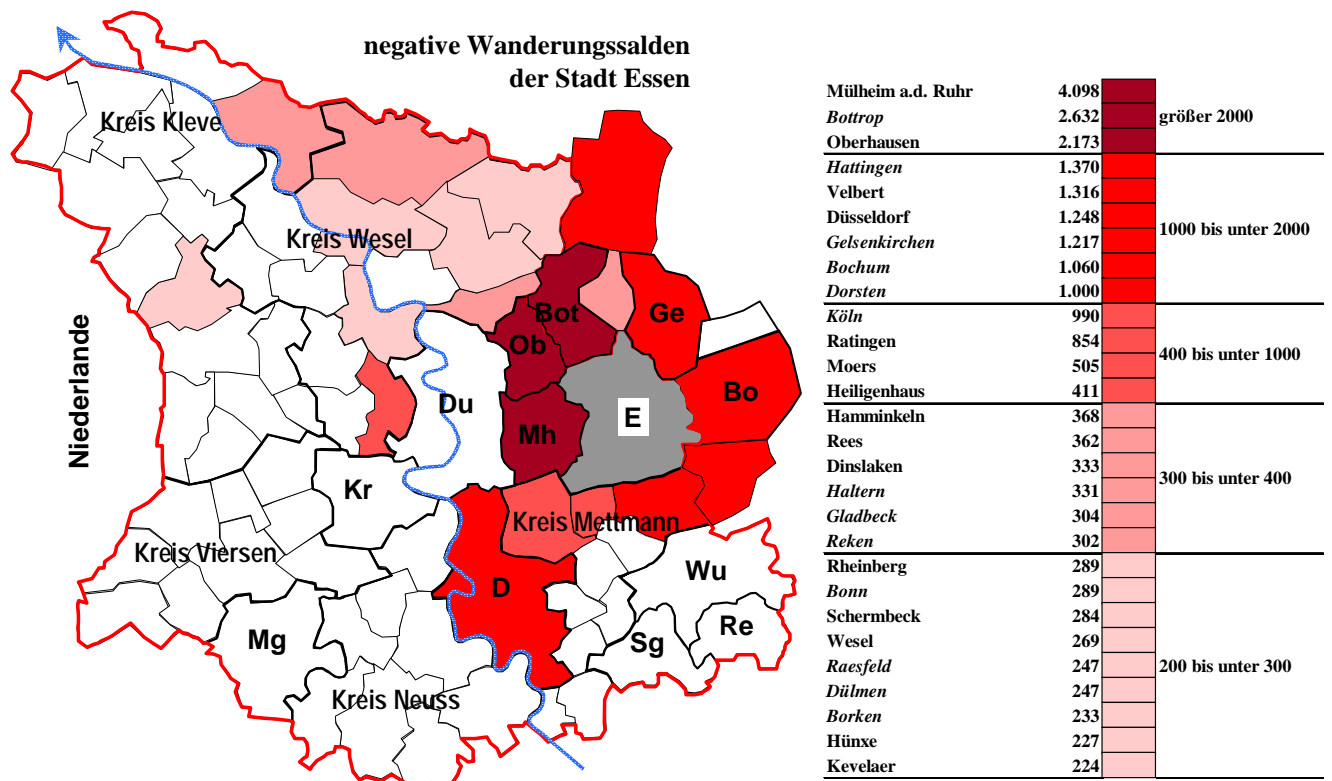 negative Wanderungssalden
der Stadt Essen
Kreis Kleve
Kreis Wesel
Niederlande
Bot
Ge
Ob
Du
Bo
E
Mh
Kr
Kreis Mettmann
Kreis Viersen
D
Wu
Mg
Sg
Re
Kreis Neuss
Mülheim a.d. Ruhr 4.098
Bottrop 2.632 größer 2000
Oberhausen 2.173
Hattingen 1.370
Velbert 1.316
Düsseldorf 1.248
Gelsenkirchen 1.217 1000 bis unter 2000
Bochum 1.060
Dorsten 1.000
Köln 990
Ratingen 854
400 bis unter 1000
Moers 505
Heiligenhaus 411
Hamminkeln 368
Rees 362
Dinslaken 333
300 bis unter 400
Haltern 331
Gladbeck 304
Reken 302
Rheinberg 289
Bonn 289
Schermbeck 284
Wesel 269
Raesfeld 247 200 bis unter 300
Dülmen 247
Borken 233
Hünxe 227
Kevelaer 224